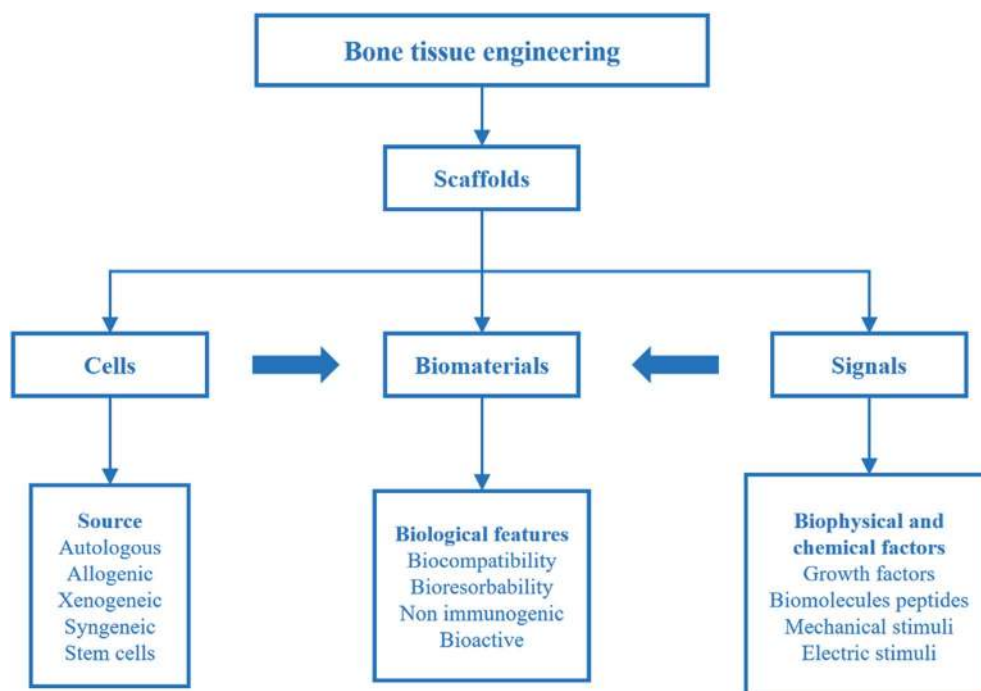 Bone tissue engineering
Scaffolds
Cells
Biomaterials
Signals
Source
Autologous
Allogenic
Xenogeneic
Syngeneic
Stem cells
Biological features
Biocompatibility
Bioresorbability
Non immunogenic
Bioactive
Biophysical and
chemical factors
Growth factors
Biomolecules peptides
Mechanical stimuli
Electric stimuli